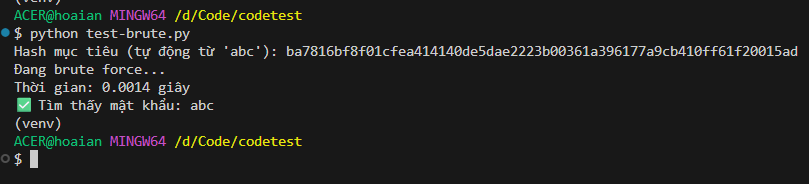 (venv)
ACER@hoaian MINGW64 /d/Code/codetest
$ python test-brute.py
Hash mục tiêu (tự động từ 'abc'): ba7816bf8f01cfea414140de5dae2223b00361a396177a9cb410ff61f20015ad
Đang brute force...
Thời gian: 0.0014 giây
✅ Tìm thấy mật khẩu: abc
(venv)
ACER@hoaian MINGW64 /d/Code/codetest
$